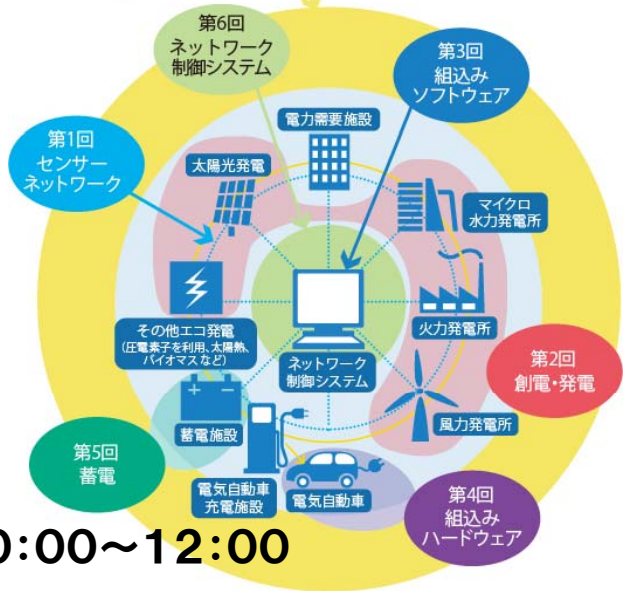 第6回
ネットワーク
制御システム
第3回
組込み
ソフトウェア
電力需要施設
第1回
センサー
ネットワーク
太陽光発電
マイクロ
水力発電所
その他エコ発電
(圧電素子を利用、太陽熱、
バイオマスなど)
ネットワーク
制御システム
火力発電所
第2回
創電・発電
風力発電所
蓄電施設
第5回
蓄電
電気自動車
充電施設
電気自動車
第4回
組込み
ハードウェア
0:00～12:00